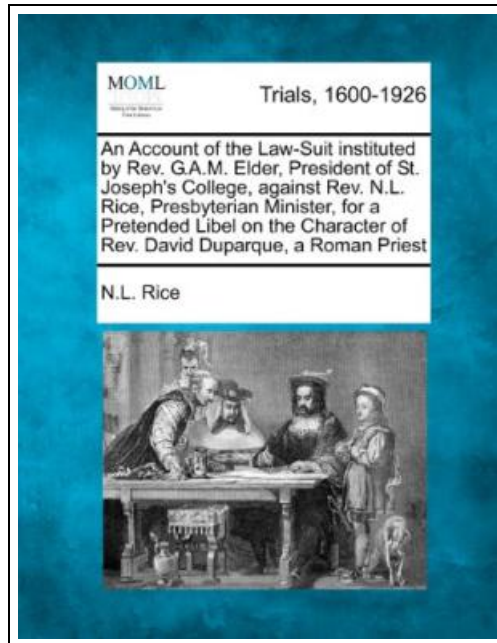 MOML
Trials, 1600-1926
An Account of the Law-Suit instituted
by Rev. G.A.M. Elder, President of St.
Joseph's College, against Rev. N.L.
Rice, Presbyterian Minister, for a
Pretended Libel on the Character of
Rev. David Duparque, a Roman Priest
N.L. Rice